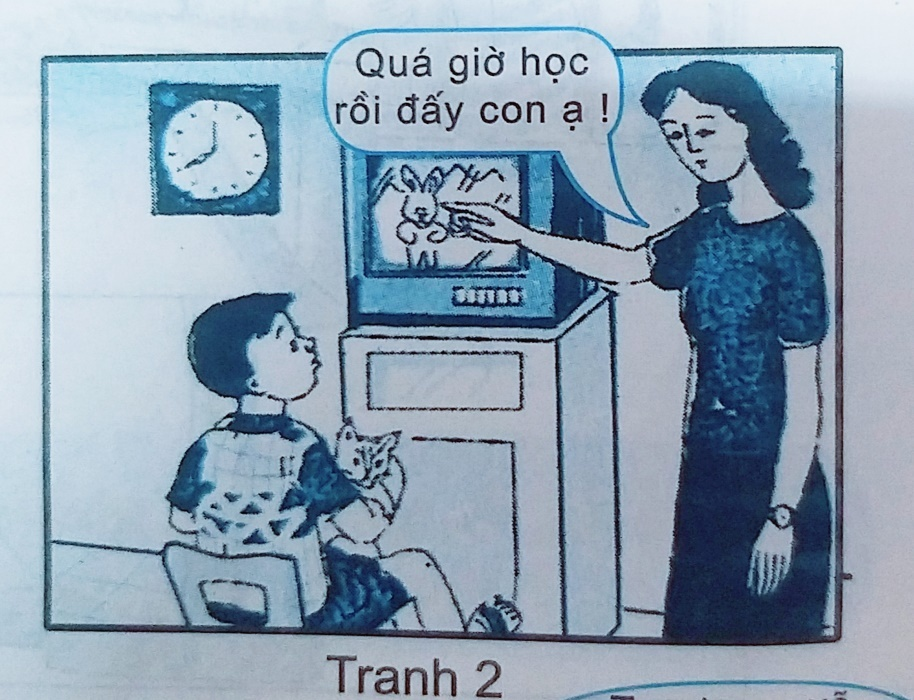 Quá giờ học
rồi đấy con ạ !
Tranh 2